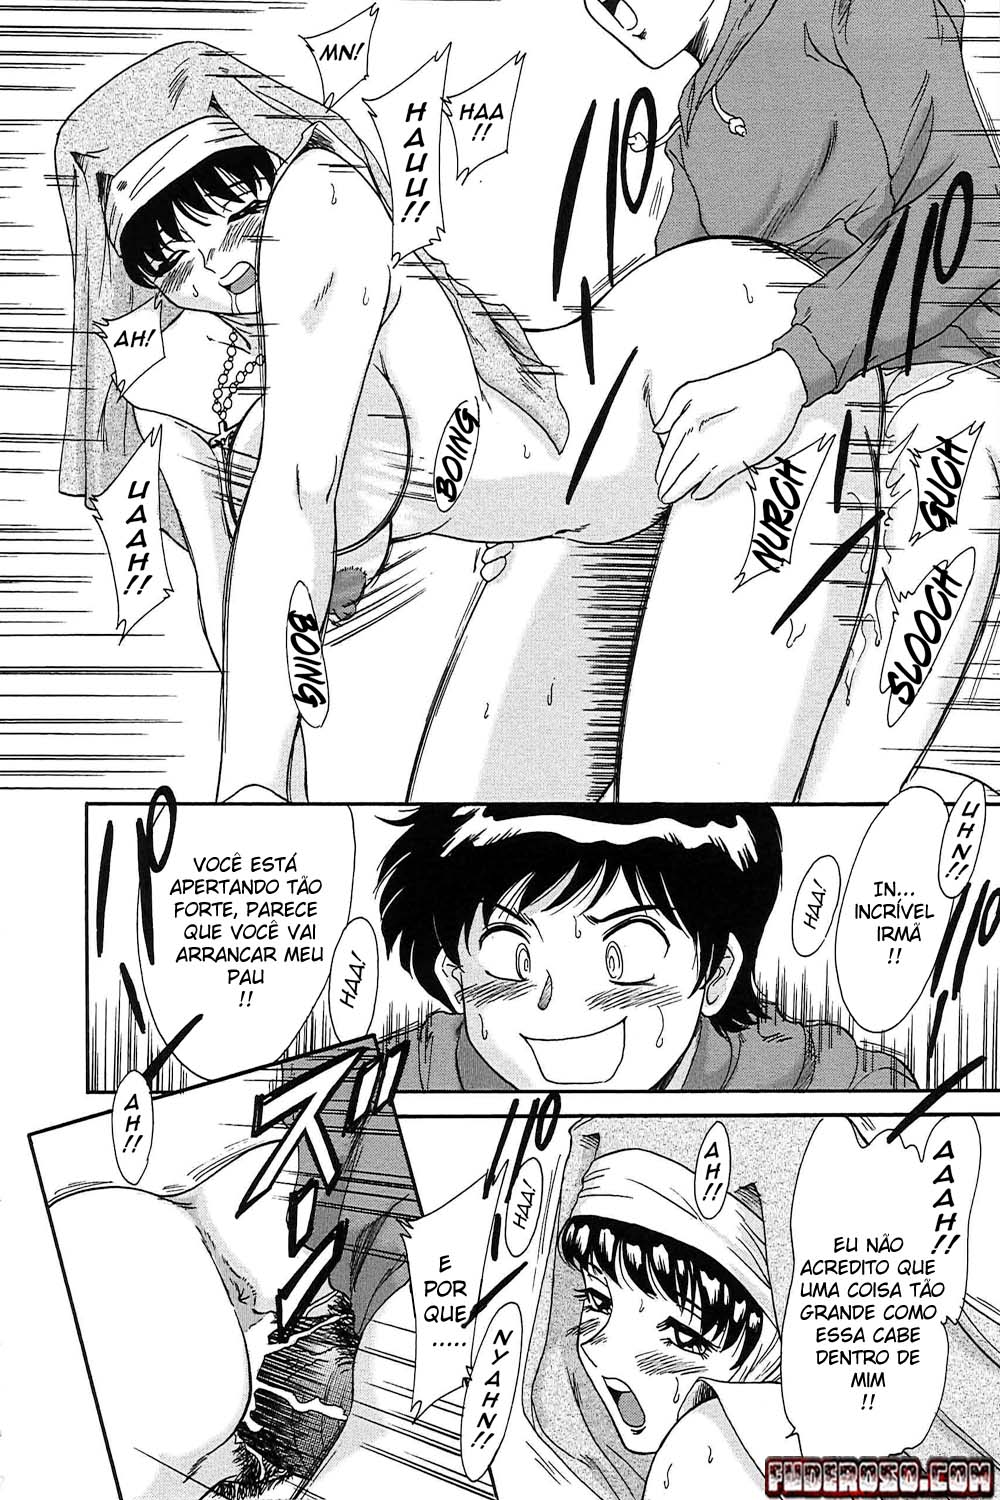 MN!
HAUU!!
HAA
!!
AH!
UAAH!!
BOING
BOING
NURCH
GUCH
SLOOCH
UHN!!
IN...
INCRÍVEL
IRMÃ
!!
HAA!
VOCÊ ESTÁ
APERTANDO TÃO
FORTE, PARECE
QUE VOCÊ VAI
ARRANCAR MEU
PAU
!!
HAA!
AAAH!!
EU NÃO
ACREDITO QUE
UMA COISA TÃO
GRANDE COMO
ESSA CABE
DENTRO DE
MIM
!!
AH!!
HAA!
E
POR
QUE
.....
NYAHN!!
AH!!
FUDEROSO.COM